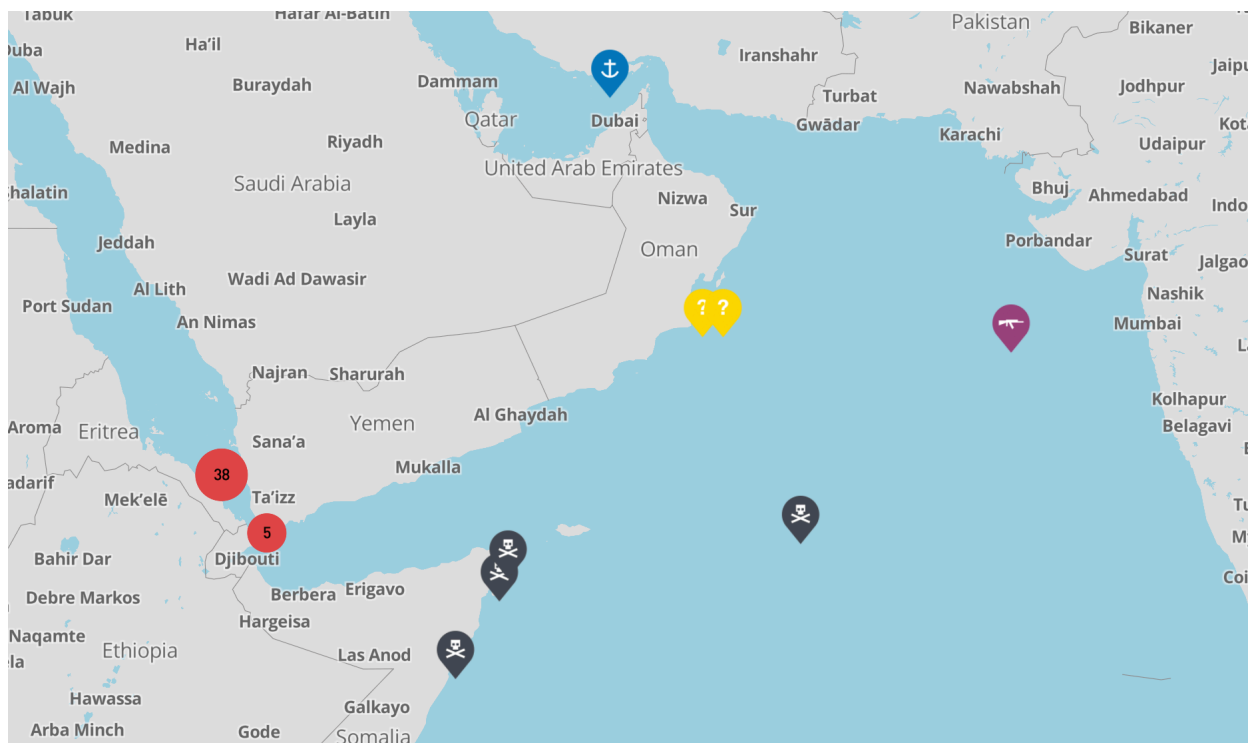 Tabuk
Hafar Al-Batin
Pakistan
Bikaner
Duba
Ha'il
Iranshahr
Jaipu
Al Wajh
Buraydah
Dammam
Turbat
Nawabshah
Jodhpur
Qatar
Dubai
Gwādar
Karachi
Kota
Medina
Riyadh
Udaipur
United Arab Emirates
Shalatin
Saudi Arabia
Nizwa
Bhuj
Ahmedabad
Indo
Layla
Sur
Jeddah
Oman
Porbandar
Surat
Jalgao
Al Lith
Wadi Ad Dawasir
Port Sudan
Nashik
? ?
An Nimas
Mumbai
Najran
Sharurah
Kolhapur
Aroma
Eritrea
Yemen
Al Ghaydah
Belagavi
Sana'a
38
Mukalla
adarif
Mek'elē
Ta'izz
5
Bahir Dar
Djibouti
Coi
Debre Markos
Berbera
Erigavo
Hargeisa
Naqamte
Ethiopia
ela
Las Anod
Hawassa
Galkayo
Arba Minch
Gode
Somalia